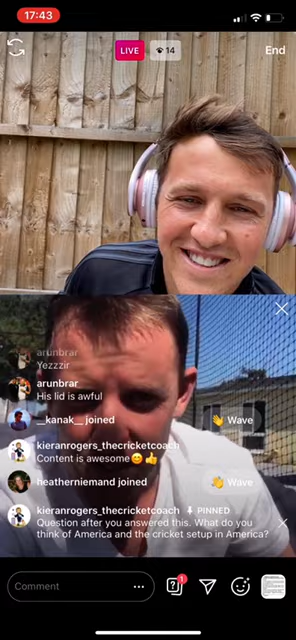 17:43
LIVE
14
End
arunbrar
Yezzzir
arunbrar
His lid is awful
__kanak__ joined
👋 Wave
kieranrogers_thecricketcoach
Content is awesome😊👍
heatherniemand joined
👋 Wave
kieranrogers_thecricketcoach PINNED
Question after you answered this. What do you
think of America and the cricket setup in America?
Comment
1